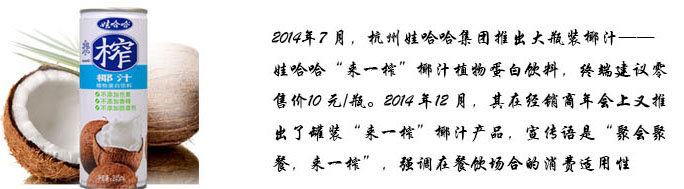 娃哈哈
来一
榨
椰汁
植物蛋白饮料
不添加色素
不添加香精
不添加防腐剂
2014年7月，杭州娃哈哈集团推出大瓶装椰汁——
娃哈哈“来一榨”椰汁植物蛋白饮料，终端建议零
售价10元/瓶。2014年12月，其在经销商年会上又推
出了罐装“来一榨”椰汁产品，宣传语是“聚会聚
餐，来一榨”，强调在餐饮场合的消费适用性